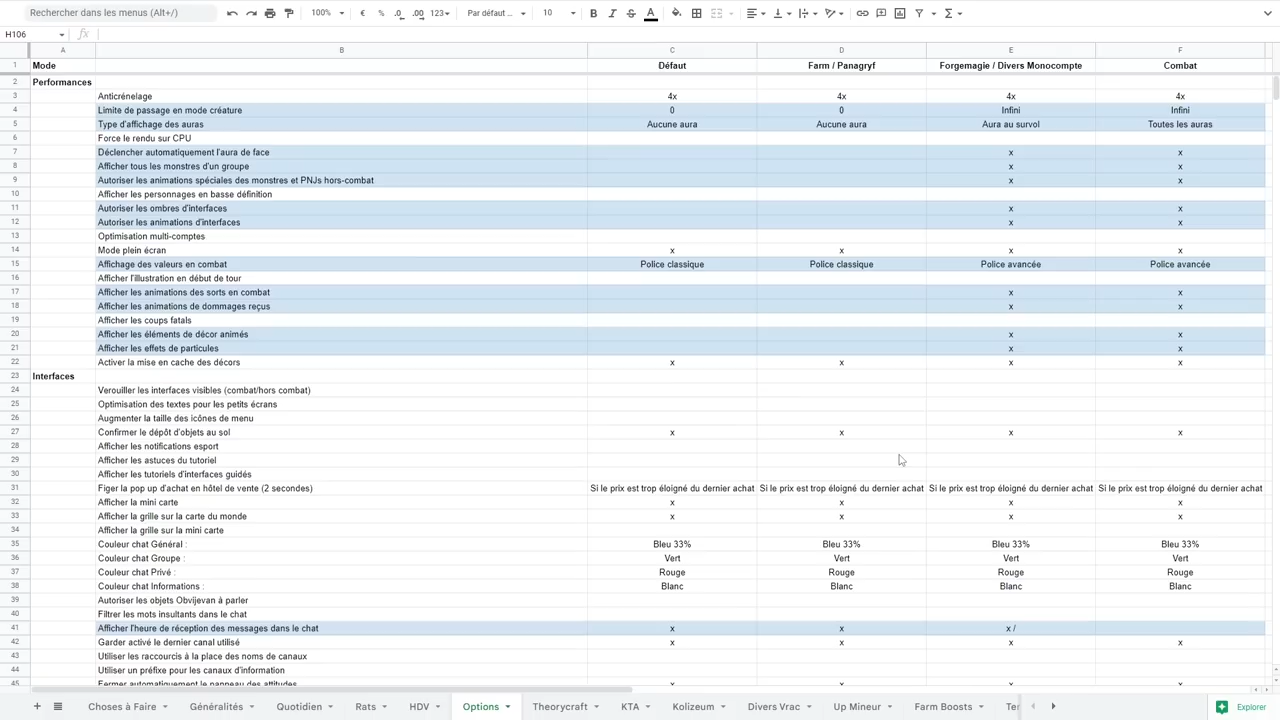 Rechercher dans les menus (Alt+/) 100% € % .0 .00 123 Par défaut ... 10 B I S A
H106 fx
A B C D E F
1 Mode Défaut Farm / Panagryf Forgemagie / Divers Monocompte Combat
2 Performances
3 Anticrénelage 4x 4x 4x 4x
4 Limite de passage en mode créature 0 0 Infini Infini
5 Type d'affichage des auras Aucune aura Aucune aura Aura au survol Toutes les auras
6 Force le rendu sur CPU
7 Déclencher automatiquement l'aura de face x x
8 Afficher tous les monstres d'un groupe x x
9 Autoriser les animations spéciales des monstres et PNJs hors-combat x x
10 Afficher les personnages en basse définition
11 Autoriser les ombres d'interfaces x x
12 Autoriser les animations d'interfaces x x
13 Optimisation multi-comptes
14 Mode plein écran x x x x
15 Affichage des valeurs en combat Police classique Police classique Police avancée Police avancée
16 Afficher l'illustration en début de tour
17 Afficher les animations des sorts en combat x x
18 Afficher les animations de dommages reçus x x
19 Afficher les coups fatals
20 Afficher les éléments de décor animés x x
21 Afficher les effets de particules x x
22 Activer la mise en cache des décors x x x x
23 Interfaces
24 Verouiller les interfaces visibles (combat/hors combat)
25 Optimisation des textes pour les petits écrans
26 Augmenter la taille des icônes de menu
27 Confirmer le dépôt d'objets au sol x x x x
28 Afficher les notifications esport
29 Afficher les astuces du tutoriel
30 Afficher les tutoriels d'interfaces guidés
31 Figer la pop up d'achat en hôtel de vente (2 secondes) Si le prix est trop éloigné du dernier achat Si le prix est trop éloigné du dernier achat Si le prix est trop éloigné du dernier achat Si le prix est trop éloigné du dernier achat
32 Afficher la mini carte x x x x
33 Afficher la grille sur la carte du monde x x x x
34 Afficher la grille sur la mini carte
35 Couleur chat Général : Bleu 33% Bleu 33% Bleu 33% Bleu 33%
36 Couleur chat Groupe : Vert Vert Vert Vert
37 Couleur chat Privé : Rouge Rouge Rouge Rouge
38 Couleur chat Informations : Blanc Blanc Blanc Blanc
39 Autoriser les objets Obvijevan à parler
40 Filtrer les mots insultants dans le chat
41 Afficher l'heure de réception des messages dans le chat x x x /
42 Garder activé le dernier canal utilisé x x x x
43 Utiliser les raccourcis à la place des noms de canaux
44 Utiliser un préfixe pour les canaux d'information
45 Fermer automatiquement le panneau des attitudes x x x x
Choses à Faire Généralités Quotidien Rats HDV Options Theorycraft KTA Kolizeum Divers Vrac Up Mineur Farm Boosts Explorer